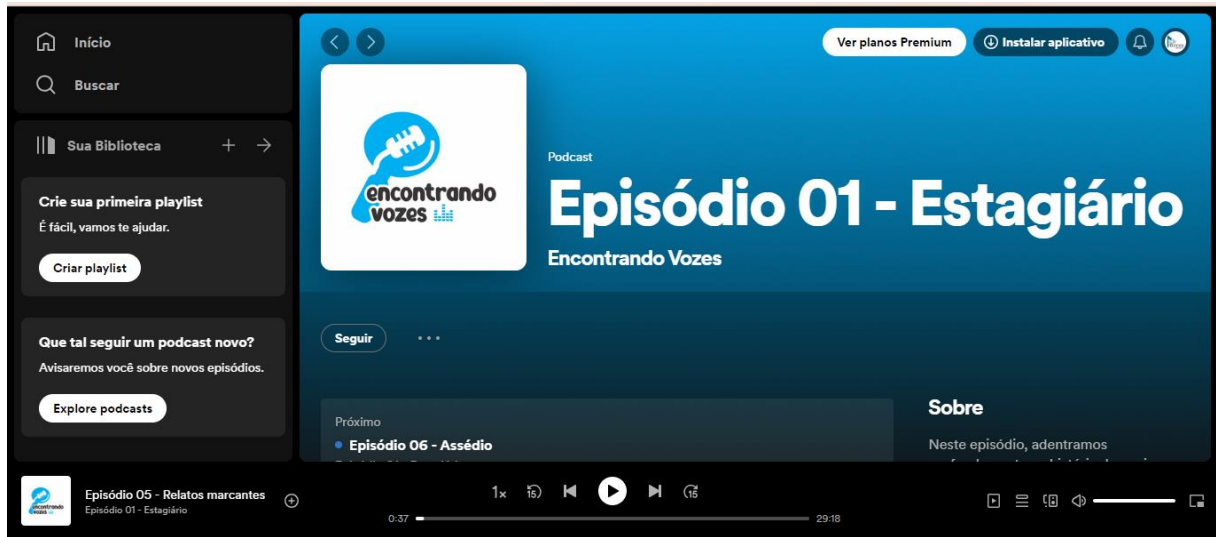 Início
Buscar
Sua Biblioteca
Crie sua primeira playlist
É fácil, vamos te ajudar.
Criar playlist
Que tal seguir um podcast novo?
Avisaremos você sobre novos episódios.
Explore podcasts
Ver planos Premium
Instalar aplicativo
encontrando
vozes
Podcast
Episódio 01 - Estagiário
Encontrando Vozes
Seguir
Próximo
Episódio 06 - Assédio
Sobre
Neste episódio, adentramos
encontrando
vozes
Episódio 05 - Relatos marcantes
Episódio 01 - Estagiário
1x
15
15
0:37
29:18